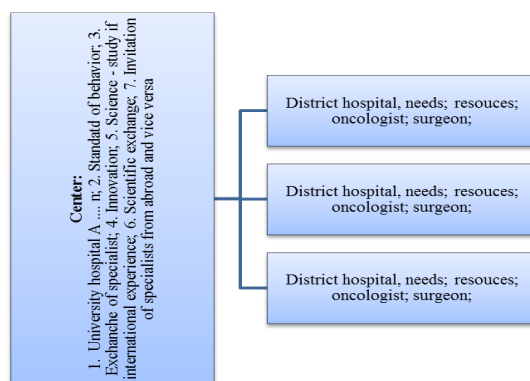 Center:
1. University hospital A .... n; 2. Standatd of behavior; 3.
Exchanche of specialist; 4. Innovation; 5. Science - study if
international experience; 6. Scientific exchange; 7. Invitation
of specialists from abroad and vice versa
District hospital, needs; resouces;
oncologist; surgeon;
District hospital, needs; resouces;
oncologist; surgeon;
District hospital, needs; resouces;
oncologist; surgeon;